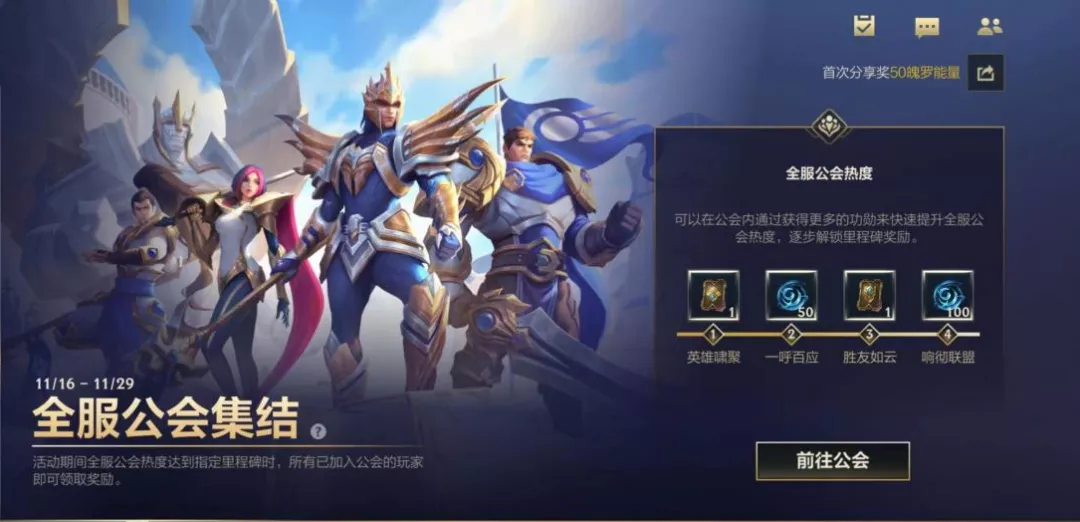 首次分享奖50魄罗能量
全服公会热度
可以在公会内通过获得更多的功勋来快速提升全服公
会热度，逐步解锁里程碑奖励。
1 50 1 100
1 2 3 4
英雄啸聚 一呼百应 胜友如云 响彻联盟
11/16 - 11/29
全服公会集结 ?
活动期间全服公会热度达到指定里程碑时，所有已加入公会的玩家
即可领取奖励。
前往公会